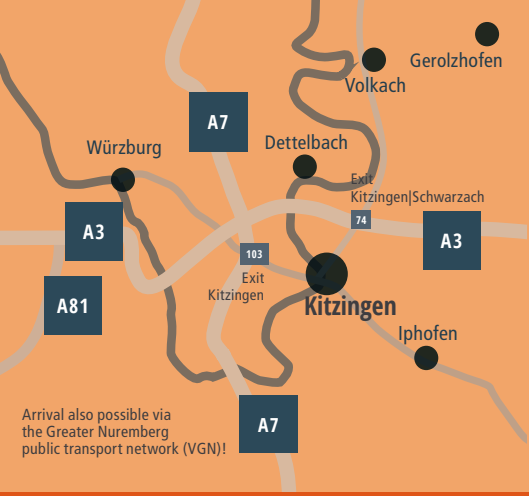 Gerolzhofen
Volkach
A7
Dettelbach
Würzburg
Exit
Kitzingen|Schwarzach
74
A3
A3
103
Exit
Kitzingen
A81
Kitzingen
Iphofen
A7
Arrival also possible via
the Greater Nuremberg
public transport network (VGN)!